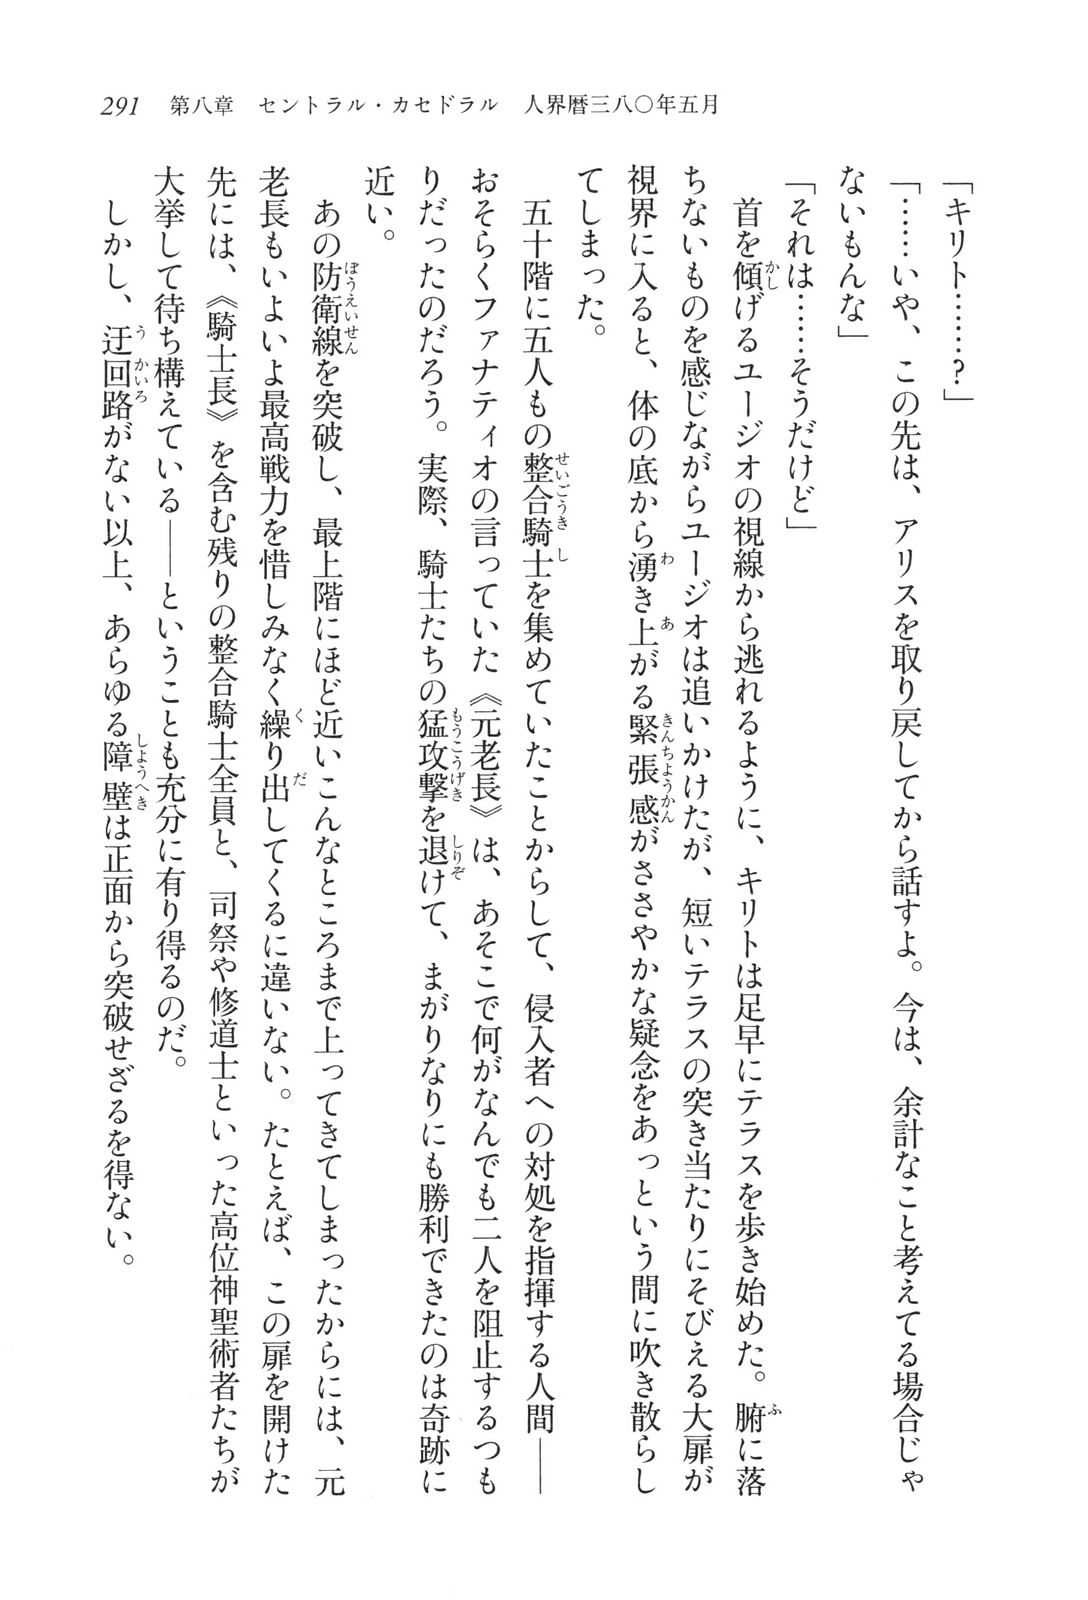 291　第八章　セントラル・カセドラル　人界暦三八〇年五月
「キリト……？」
「……いや、この先は、アリスを取り戻してから話すよ。今は、余計なこと考えてる場合じゃ
ないもんな」
「それは……そうだけど」
　首を傾げるユージオの視線から逃れるように、キリトは足早にテラスを歩き始めた。腑に落
ちないものを感じながらユージオは追いかけたが、短いテラスの突き当たりにそびえる大扉が
視界に入ると、体の底から湧き上がる緊張感がささやかな疑念をあっという間に吹き散らし
てしまった。
　五十階に五人もの整合騎士を集めていたことからして、侵入者への対処を指揮する人間――
おそらくファナティオの言っていた《元老長》は、あそこで何がなんでも二人を阻止するつも
りだったのだろう。実際、騎士たちの猛攻撃を退けて、まがりなりにも勝利できたのは奇跡に
近い。
　あの防衛線を突破し、最上階にほど近いこんなところまで上ってきてしまったからには、元
老長もいよいよ最高戦力を惜しみなく繰り出してくるに違いない。たとえば、この扉を開けた
先には、《騎士長》を含む残りの整合騎士全員と、司祭や修道士といった高位神聖術者たちが
大挙して待ち構えている――ということも充分に有り得るのだ。
　しかし、迂回路がない以上、あらゆる障壁は正面から突破せざるを得ない。